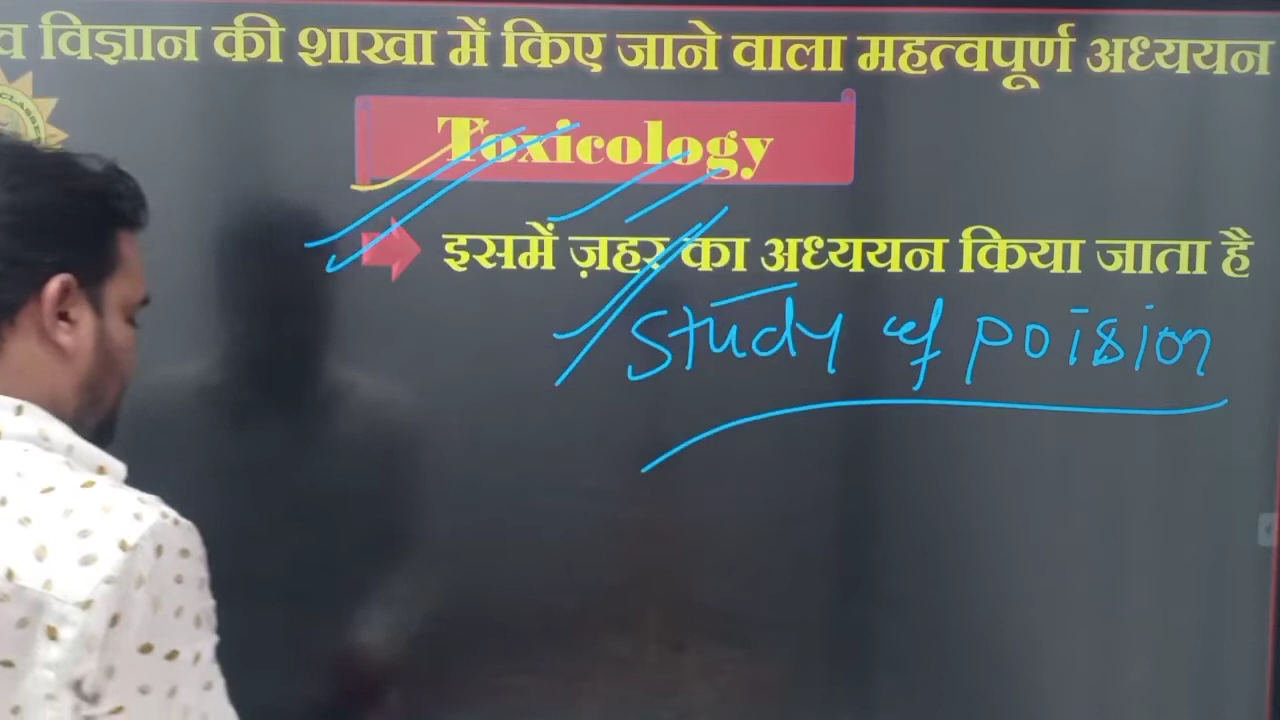 व विज्ञान की शाखा में किए जाने वाला महत्वपूर्ण अध्ययन
Toxicology
इसमें ज़हर का अध्ययन किया जाता है
study of poision